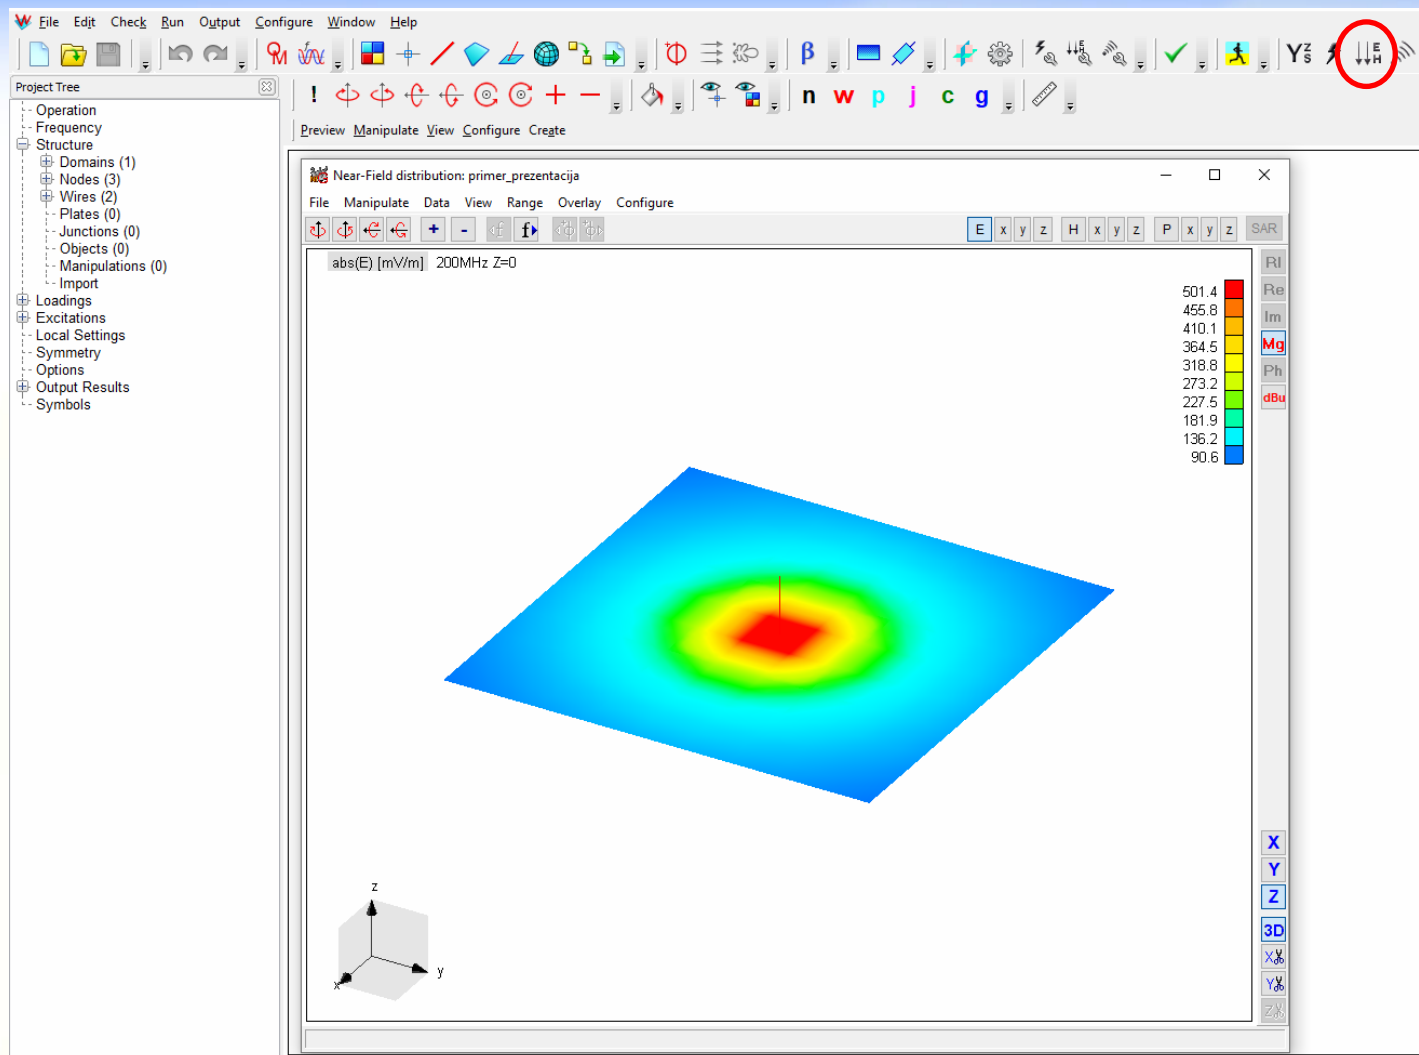 File Edit Check Run Output Configure Window Help
Project Tree
Operation
Frequency
Structure
Domains (1)
Nodes (3)
Wires (2)
Plates (0)
Junctions (0)
Objects (0)
Manipulations (0)
Import
Loadings
Excitations
Local Settings
Symmetry
Options
Output Results
Symbols
β Y Z S E H
! n w p j c g
Preview Manipulate View Configure Create
Near-Field distribution: primer_prezentacija
File Manipulate Data View Range Overlay Configure
+ - f f E x y z H x y z P x y z SAR
abs(E) [mV/m] 200MHz Z=0
501.4
455.8
410.1
364.5
318.8
273.2
227.5
181.9
136.2
90.6
RI
Re
Im
Mg
Ph
dBu
X
Y
Z
3D
X
Y
Z
z
y
x